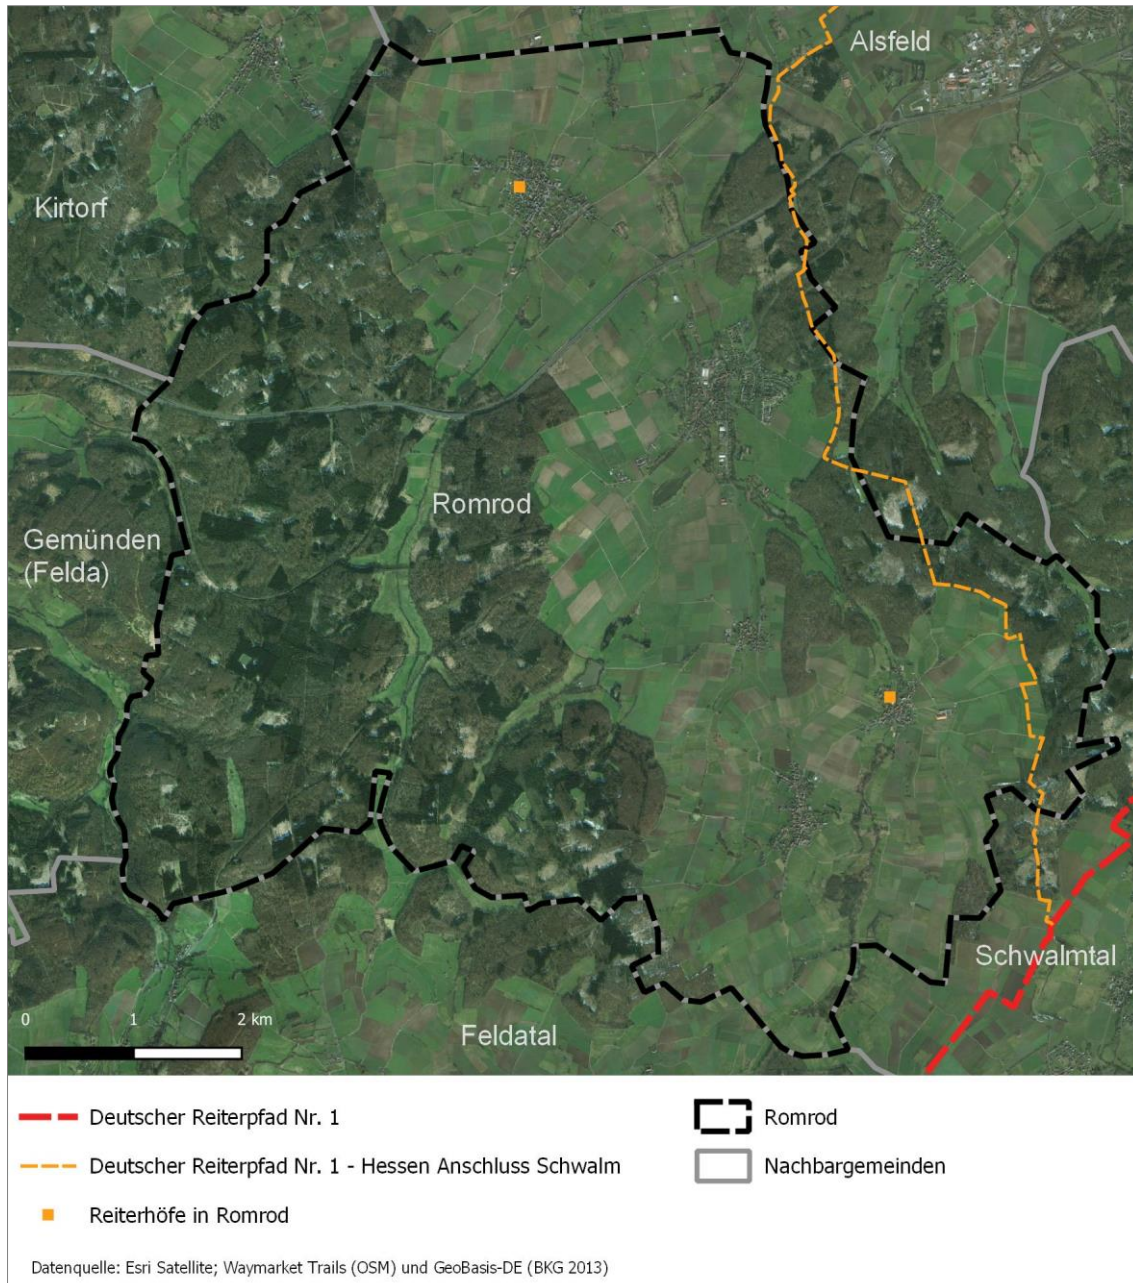 Alsfeld
Kirtorf
Romrod
Gemünden
(Felda)
Schwalmtal
Feldatal
0 1 2 km
Deutscher Reiterpfad Nr. 1
Romrod
Deutscher Reiterpfad Nr. 1 - Hessen Anschluss Schwalm
Nachbargemeinden
Reiterhöfe in Romrod
Datenquelle: Esri Satellite; Waymarket Trails (OSM) und GeoBasis-DE (BKG 2013)